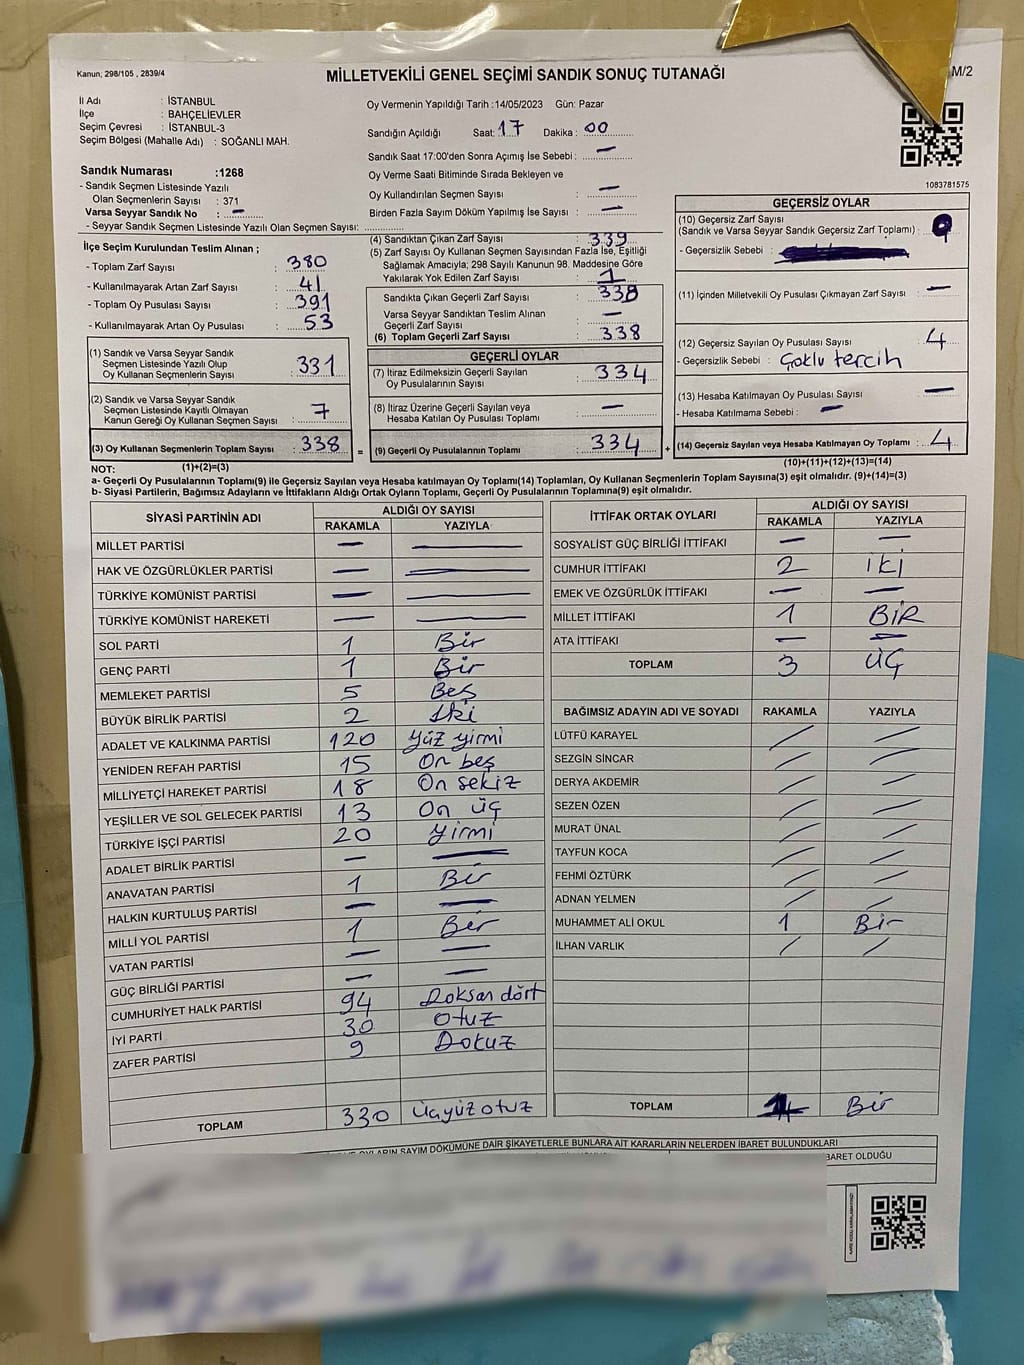 Kanun; 298/105 , 2839/4
MİLLETVEKİLİ GENEL SEÇİMİ SANDIK SONUÇ TUTANAĞI
M/2
İl Adı : İSTANBUL
İlçe : BAHÇELİEVLER
Seçim Çevresi : İSTANBUL-3
Seçim Bölgesi (Mahalle Adı) : SOĞANLI MAH.
Sandık Numarası :1268
- Sandık Seçmen Listesinde Yazılı
Olan Seçmenlerin Sayısı : 371
Varsa Seyyar Sandık No : —
- Seyyar Sandık Seçmen Listesinde Yazılı Olan Seçmen Sayısı:
Oy Vermenin Yapıldığı Tarih :14/05/2023 Gün: Pazar
Sandığın Açıldığı Saat: 17 Dakika : 00
Sandık Saat 17:00'den Sonra Açımış İse Sebebi : —
Oy Verme Saati Bitiminde Sırada Bekleyen ve
Oy Kullandırılan Seçmen Sayısı : —
Birden Fazla Sayım Döküm Yapılmış İse Sayısı : —
1083781575
İlçe Seçim Kurulundan Teslim Alınan ;
- Toplam Zarf Sayısı : 380
- Kullanılmayarak Artan Zarf Sayısı : 41
- Toplam Oy Pusulası Sayısı : 391
- Kullanılmayarak Artan Oy Pusulası : 53
(4) Sandıktan Çıkan Zarf Sayısı : 339
(5) Zarf Sayısı Oy Kullanan Seçmen Sayısından Fazla İse, Eşitliği
Sağlamak Amacıyla; 298 Sayılı Kanunun 98. Maddesine Göre
Yakılarak Yok Edilen Zarf Sayısı : 1
Sandıkta Çıkan Geçerli Zarf Sayısı : 338
Varsa Seyyar Sandıktan Teslim Alınan
Geçerli Zarf Sayısı : —
(6) Toplam Geçerli Zarf Sayısı : 338
GEÇERSİZ OYLAR
(10) Geçersiz Zarf Sayısı
(Sandık ve Varsa Seyyar Sandık Geçersiz Zarf Toplamı) :
- Geçersizlik Sebebi :
(11) İçinden Milletvekili Oy Pusulası Çıkmayan Zarf Sayısı : —
(12) Geçersiz Sayılan Oy Pusulası Sayısı : 4
- Geçersizlik Sebebi : Çoklu tercih
(13) Hesaba Katılmayan Oy Pusulası Sayısı : —
- Hesaba Katılmama Sebebi : —
(14) Geçersiz Sayılan veya Hesaba Katılmayan Oy Toplamı : 4
(10)+(11)+(12)+(13)=(14)
(1) Sandık ve Varsa Seyyar Sandık
Seçmen Listesinde Yazılı Olup
Oy Kullanan Seçmenlerin Sayısı : 331
(2) Sandık ve Varsa Seyyar Sandık
Seçmen Listesinde Kayıtlı Olmayan
Kanun Gereği Oy Kullanan Seçmen Sayısı : 7
(3) Oy Kullanan Seçmenlerin Toplam Sayısı : 338 =
(1)+(2)=(3)
GEÇERLİ OYLAR
(7) İtiraz Edilmeksizin Geçerli Sayılan
Oy Pusulalarının Sayısı : 334
(8) İtiraz Üzerine Geçerli Sayılan veya
Hesaba Katılan Oy Pusulası Toplamı : —
(9) Geçerli Oy Pusulalarının Toplamı : 334 +
NOT:
a- Geçerli Oy Pusulalarının Toplamı(9) ile Geçersiz Sayılan veya Hesaba katılmayan Oy Toplamı(14) Toplamları, Oy Kullanan Seçmenlerin Toplam Sayısına(3) eşit olmalıdır. (9)+(14)=(3)
b- Siyasi Partilerin, Bağımsız Adayların ve İttifakların Aldığı Ortak Oyların Toplamı, Geçerli Oy Pusulalarının Toplamına(9) eşit olmalıdır.
SİYASİ PARTİNİN ADI ALDIĞI OY SAYISI
RAKAMLA YAZIYLA
MİLLET PARTİSİ — —
HAK VE ÖZGÜRLÜKLER PARTİSİ — —
TÜRKİYE KOMÜNİST PARTİSİ — —
TÜRKİYE KOMÜNİST HAREKETİ — —
SOL PARTİ 1 Bir
GENÇ PARTİ 1 Bir
MEMLEKET PARTİSİ 5 Beş
BÜYÜK BİRLİK PARTİSİ 2 İki
ADALET VE KALKINMA PARTİSİ 120 Yüz yirmi
YENİDEN REFAH PARTİSİ 15 On beş
MİLLİYETÇİ HAREKET PARTİSİ 18 On sekiz
YEŞİLLER VE SOL GELECEK PARTİSİ 13 On üç
TÜRKİYE İŞÇİ PARTİSİ 20 Yirmi
ADALET BİRLİK PARTİSİ — —
ANAVATAN PARTİSİ 1 Bir
HALKIN KURTULUŞ PARTİSİ — —
MİLLİ YOL PARTİSİ 1 Bir
VATAN PARTİSİ — —
GÜÇ BİRLİĞİ PARTİSİ — —
CUMHURİYET HALK PARTİSİ 94 Doksan dört
İYİ PARTİ 30 Otuz
ZAFER PARTİSİ 9 Dokuz
TOPLAM 330 Üçyüz otuz
İTTİFAK ORTAK OYLARI ALDIĞI OY SAYISI
RAKAMLA YAZIYLA
SOSYALİST GÜÇ BİRLİĞİ İTTİFAKI — —
CUMHUR İTTİFAKI 2 iki
EMEK VE ÖZGÜRLÜK İTTİFAKI — —
MİLLET İTTİFAKI 1 BİR
ATA İTTİFAKI — —
TOPLAM 3 ÜÇ
BAĞIMSIZ ADAYIN ADI VE SOYADI RAKAMLA YAZIYLA
LÜTFÜ KARAYEL / /
SEZGİN SİNCAR / /
DERYA AKDEMİR / /
SEZEN ÖZEN / /
MURAT ÜNAL / /
TAYFUN KOCA / /
FEHMİ ÖZTÜRK / /
ADNAN YELMEN / /
MUHAMMET ALİ OKUL 1 Bir
İLHAN VARLIK / /
TOPLAM 1 Bir
OYLARIN SAYIM DÖKÜMÜNE DAİR ŞİKAYETLERLE BUNLARA AİT KARARLARIN NELERDEN İBARET BULUNDUKLARI
OLDUĞU